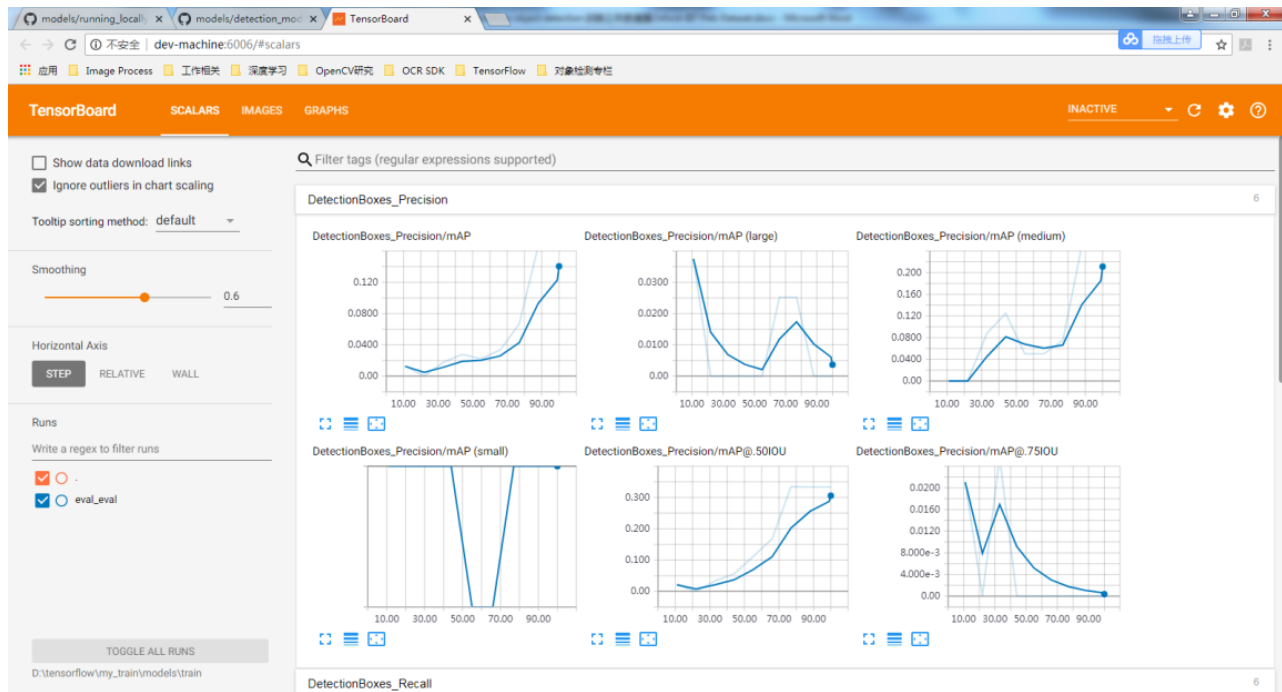 models/running_locally
models/detection_mod
TensorBoard
Microsoft Word
不安全 | dev-machine:6006/#scalars
拖拽上传
应用 Image Process 工作相关 深度学习 OpenCV研究 OCR SDK TensorFlow 对象检测专栏
TensorBoard SCALARS IMAGES GRAPHS INACTIVE
Show data download links
Ignore outliers in chart scaling
Tooltip sorting method: default
Smoothing
0.6
Horizontal Axis
STEP RELATIVE WALL
Runs
Write a regex to filter runs
.
eval_eval
TOGGLE ALL RUNS
D:\tensorflow\my_train\models\train
Filter tags (regular expressions supported)
DetectionBoxes_Precision 6
DetectionBoxes_Precision/mAP
0.120
0.0800
0.0400
0.00
10.00 30.00 50.00 70.00 90.00
DetectionBoxes_Precision/mAP (large)
0.0300
0.0200
0.0100
0.00
10.00 30.00 50.00 70.00 90.00
DetectionBoxes_Precision/mAP (medium)
0.200
0.160
0.120
0.0800
0.0400
0.00
10.00 30.00 50.00 70.00 90.00
DetectionBoxes_Precision/mAP (small)
10.00 30.00 50.00 70.00 90.00
DetectionBoxes_Precision/mAP@.50IOU
0.300
0.200
0.100
0.00
10.00 30.00 50.00 70.00 90.00
DetectionBoxes_Precision/mAP@.75IOU
0.0200
0.0160
0.0120
8.000e-3
4.000e-3
0.00
10.00 30.00 50.00 70.00 90.00
DetectionBoxes_Recall 6